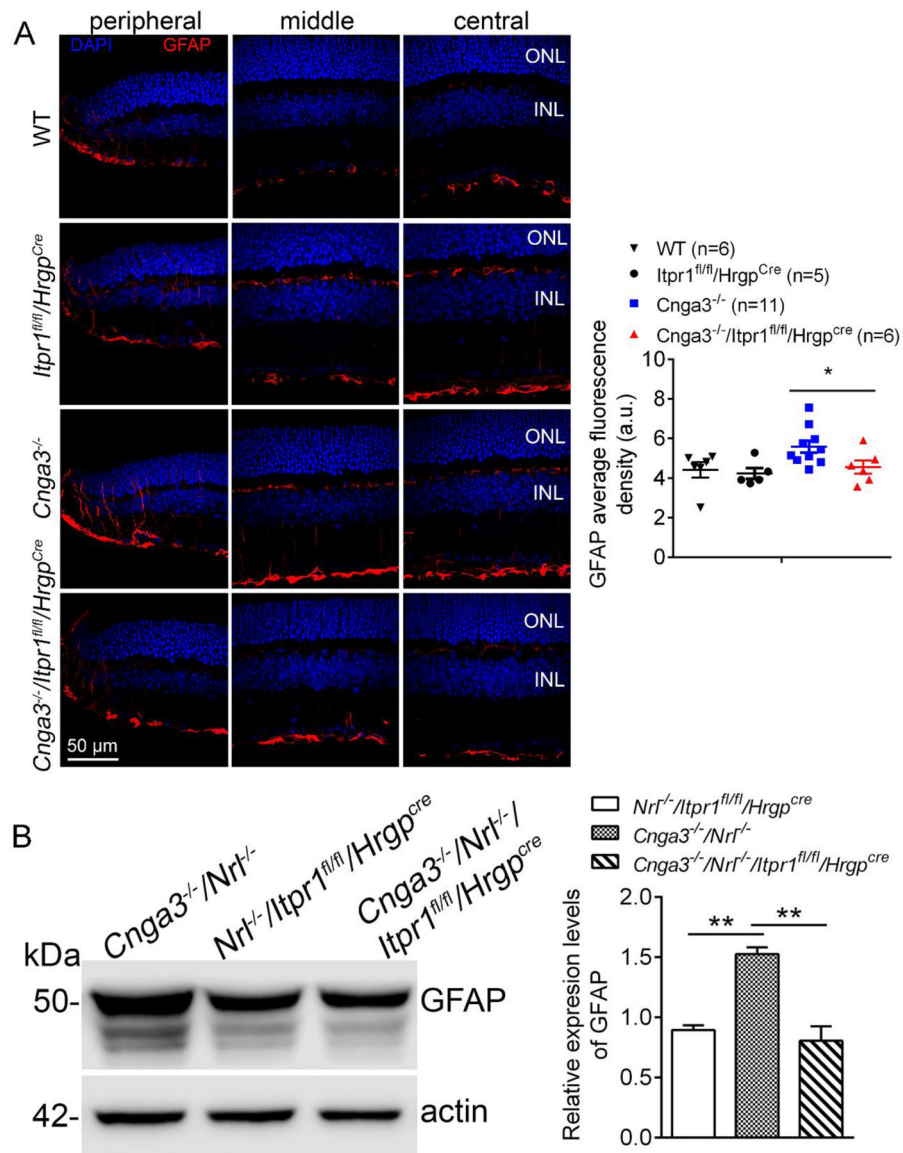 A
peripheral middle central
DAPI GFAP
ONL
INL
WT
ONL
INL
Itpr1fl/fl/HrgpCre
ONL
INL
Cnga3-/-
ONL
INL
Cnga3-/-/Itpr1fl/fl/HrgpCre
50 µm
WT (n=6)
Itpr1fl/fl/HrgpCre (n=5)
Cnga3-/- (n=11)
Cnga3-/-/Itpr1fl/fl/Hrgpcre (n=6)
GFAP average fluorescence
density (a.u.)
10
8
6
4
2
0
*
B
Cnga3-/-/Nrl-/-
Nrl-/-/Itpr1fl/fl/Hrgpcre
Cnga3-/-/Nrl-/-/
Itpr1fl/fl/Hrgpcre
kDa
50-
GFAP
42-
actin
Nrl-/-/Itpr1fl/fl/Hrgpcre
Cnga3-/-/Nrl-/-
Cnga3-/-/Nrl-/-/Itpr1fl/fl/Hrgpcre
Relative expresion levels
of GFAP
2.0
1.5
1.0
0.5
0.0
** **